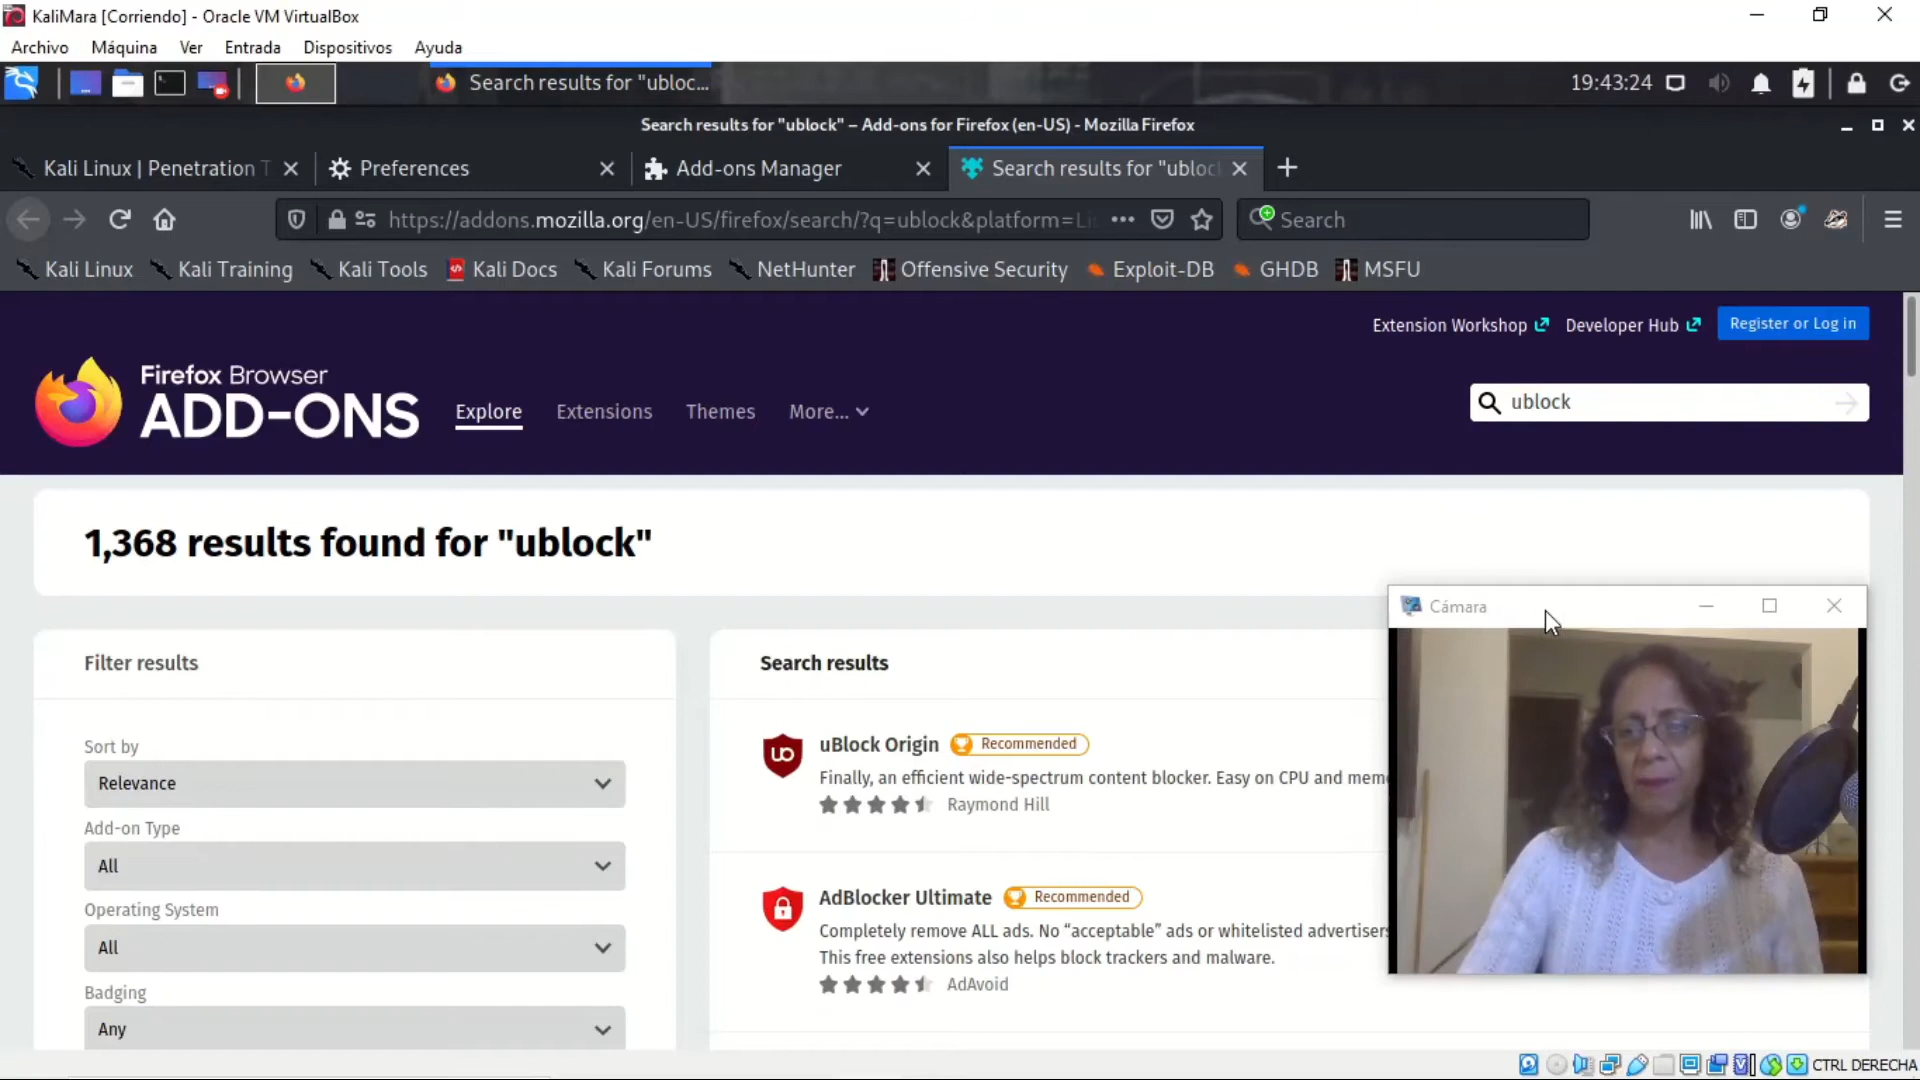 KaliMara [Corriendo] - Oracle VM VirtualBox
Archivo Máquina Ver Entrada Dispositivos Ayuda
Search results for "ubloc... 19:43:24
Search results for "ublock" – Add-ons for Firefox (en-US) - Mozilla Firefox
Kali Linux | Penetration T Preferences Add-ons Manager Search results for "ubloc
https://addons.mozilla.org/en-US/firefox/search/?q=ublock&platform=Li ••• Search
Kali Linux Kali Training Kali Tools Kali Docs Kali Forums NetHunter Offensive Security Exploit-DB GHDB MSFU
Extension Workshop Developer Hub Register or Log in
Firefox Browser
ADD-ONS Explore Extensions Themes More... ublock
1,368 results found for "ublock"
Cámara
Filter results
Search results
Sort by
Relevance
Add-on Type
All
Operating System
All
Badging
Any
uBlock Origin Recommended
Finally, an efficient wide-spectrum content blocker. Easy on CPU and mem
Raymond Hill
AdBlocker Ultimate Recommended
Completely remove ALL ads. No “acceptable” ads or whitelisted advertisers
This free extensions also helps block trackers and malware.
AdAvoid
CTRL DERECHA